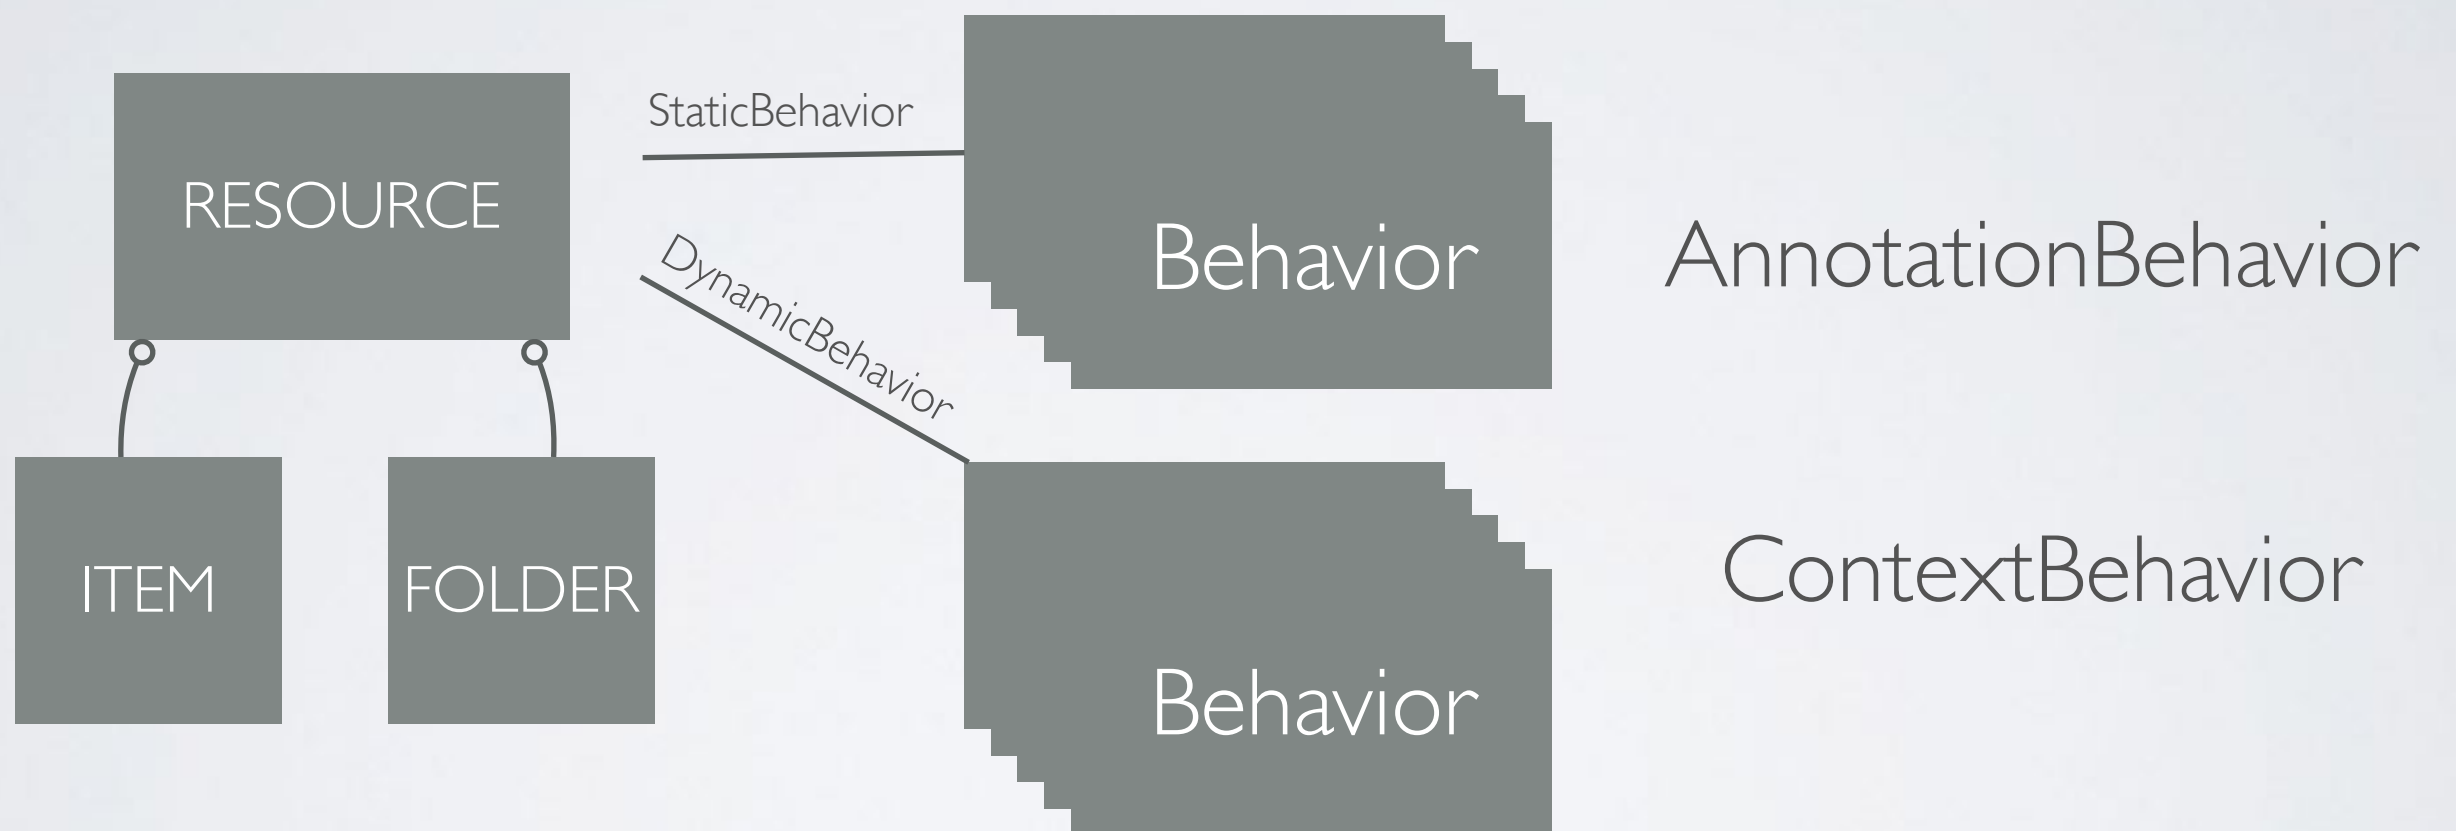 StaticBehavior
RESOURCE
DynamicBehavior
Behavior
AnnotationBehavior
ITEM
FOLDER
ContextBehavior
Behavior